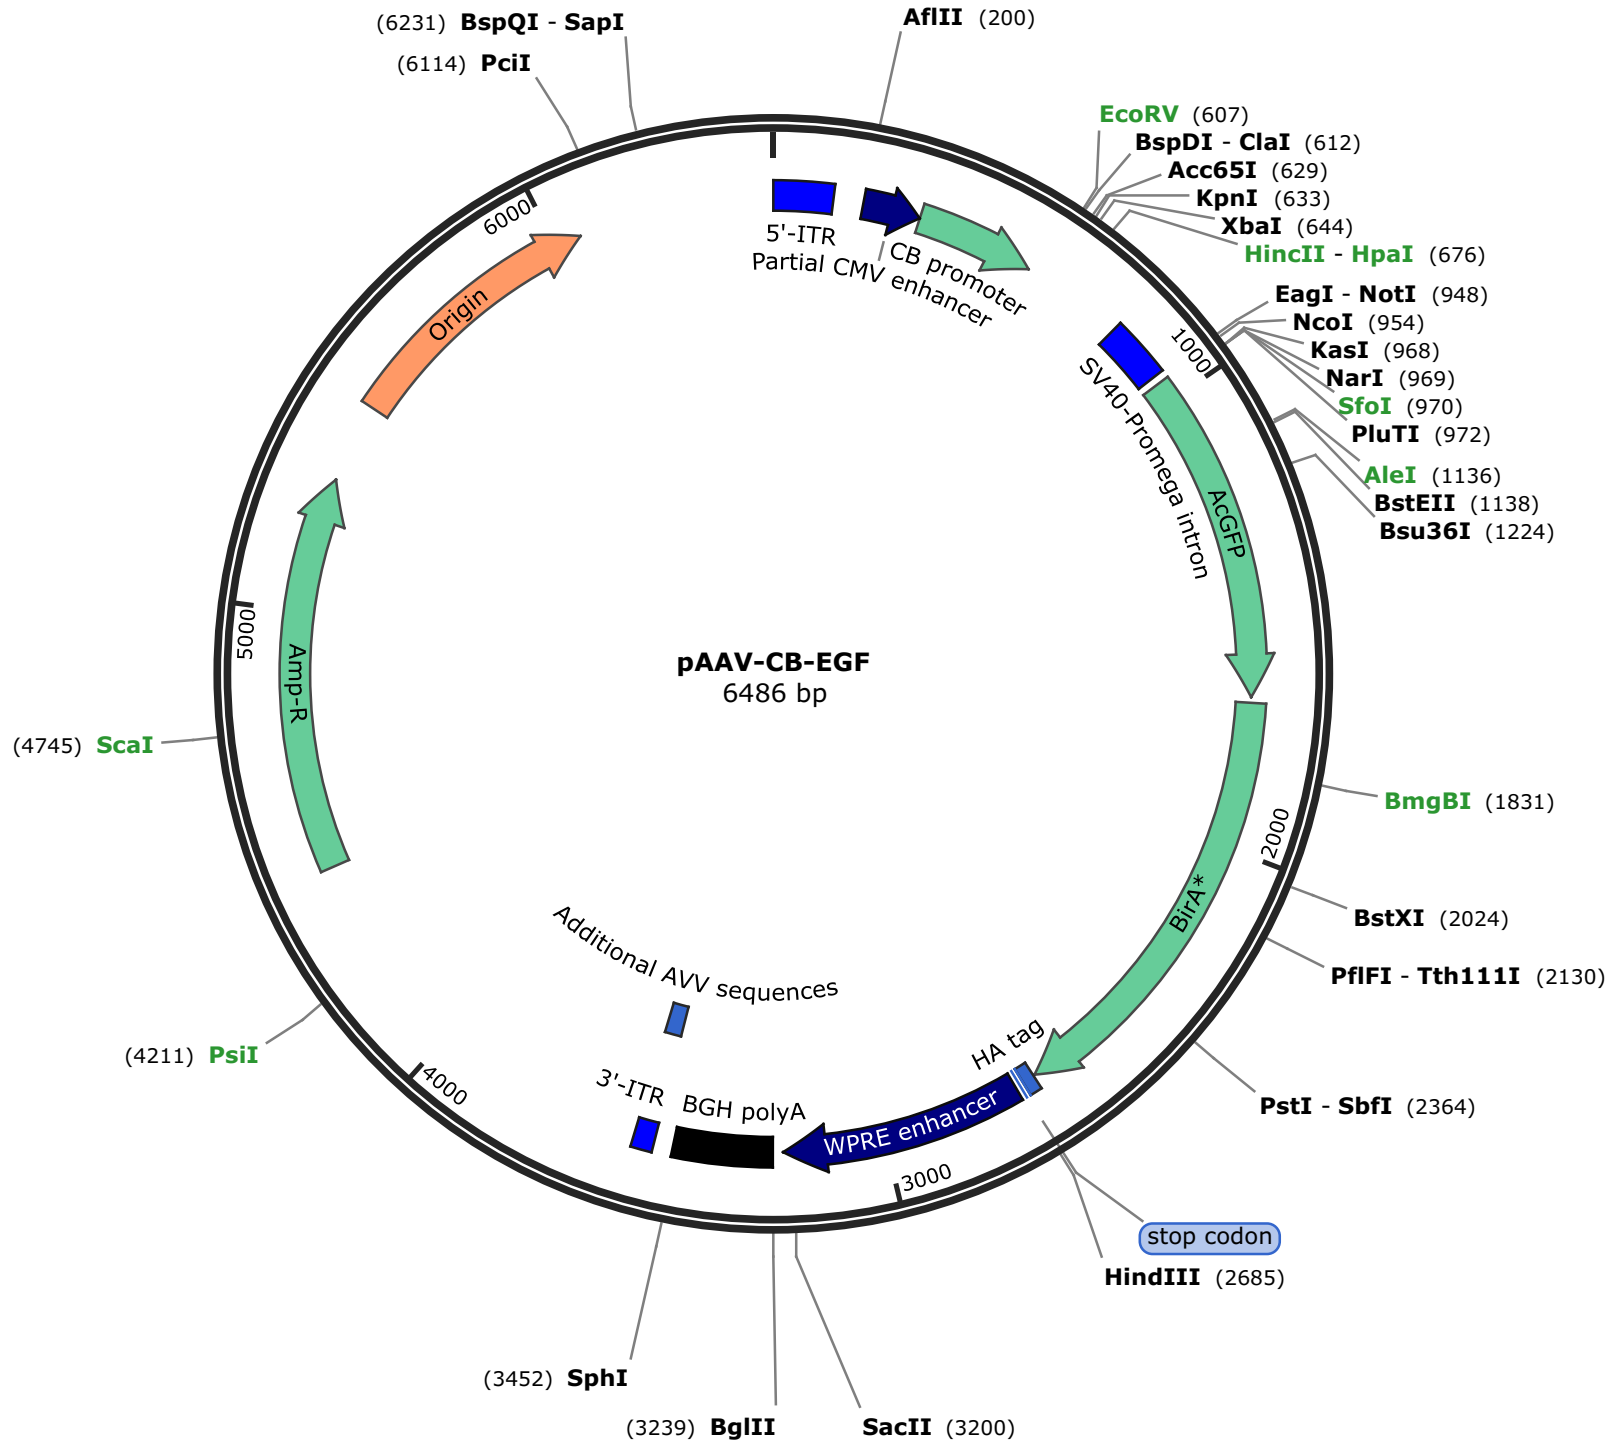 (6231) BspQI - SapI
(6114) PciI
AflII (200)
EcoRV (607)
BspDI - ClaI (612)
Acc65I (629)
KpnI (633)
XbaI (644)
HincII - HpaI (676)
EagI - NotI (948)
NcoI (954)
KasI (968)
NarI (969)
SfoI (970)
PluTI (972)
AleI (1136)
BstEII (1138)
Bsu36I (1224)
BmgBI (1831)
BstXI (2024)
PflFI - Tth111I (2130)
PstI - SbfI (2364)
stop codon
HindIII (2685)
SacII (3200)
(3239) BglII
(3452) SphI
(4211) PsiI
(4745) ScaI
1000
2000
3000
4000
5000
6000
5'-ITR
Partial CMV enhancer
CB promoter
SV40-Promega intron
AcGFP
BirA*
HA tag
WPRE enhancer
BGH polyA
3'-ITR
Additional AVV sequences
Amp-R
Origin
pAAV-CB-EGF
6486 bp